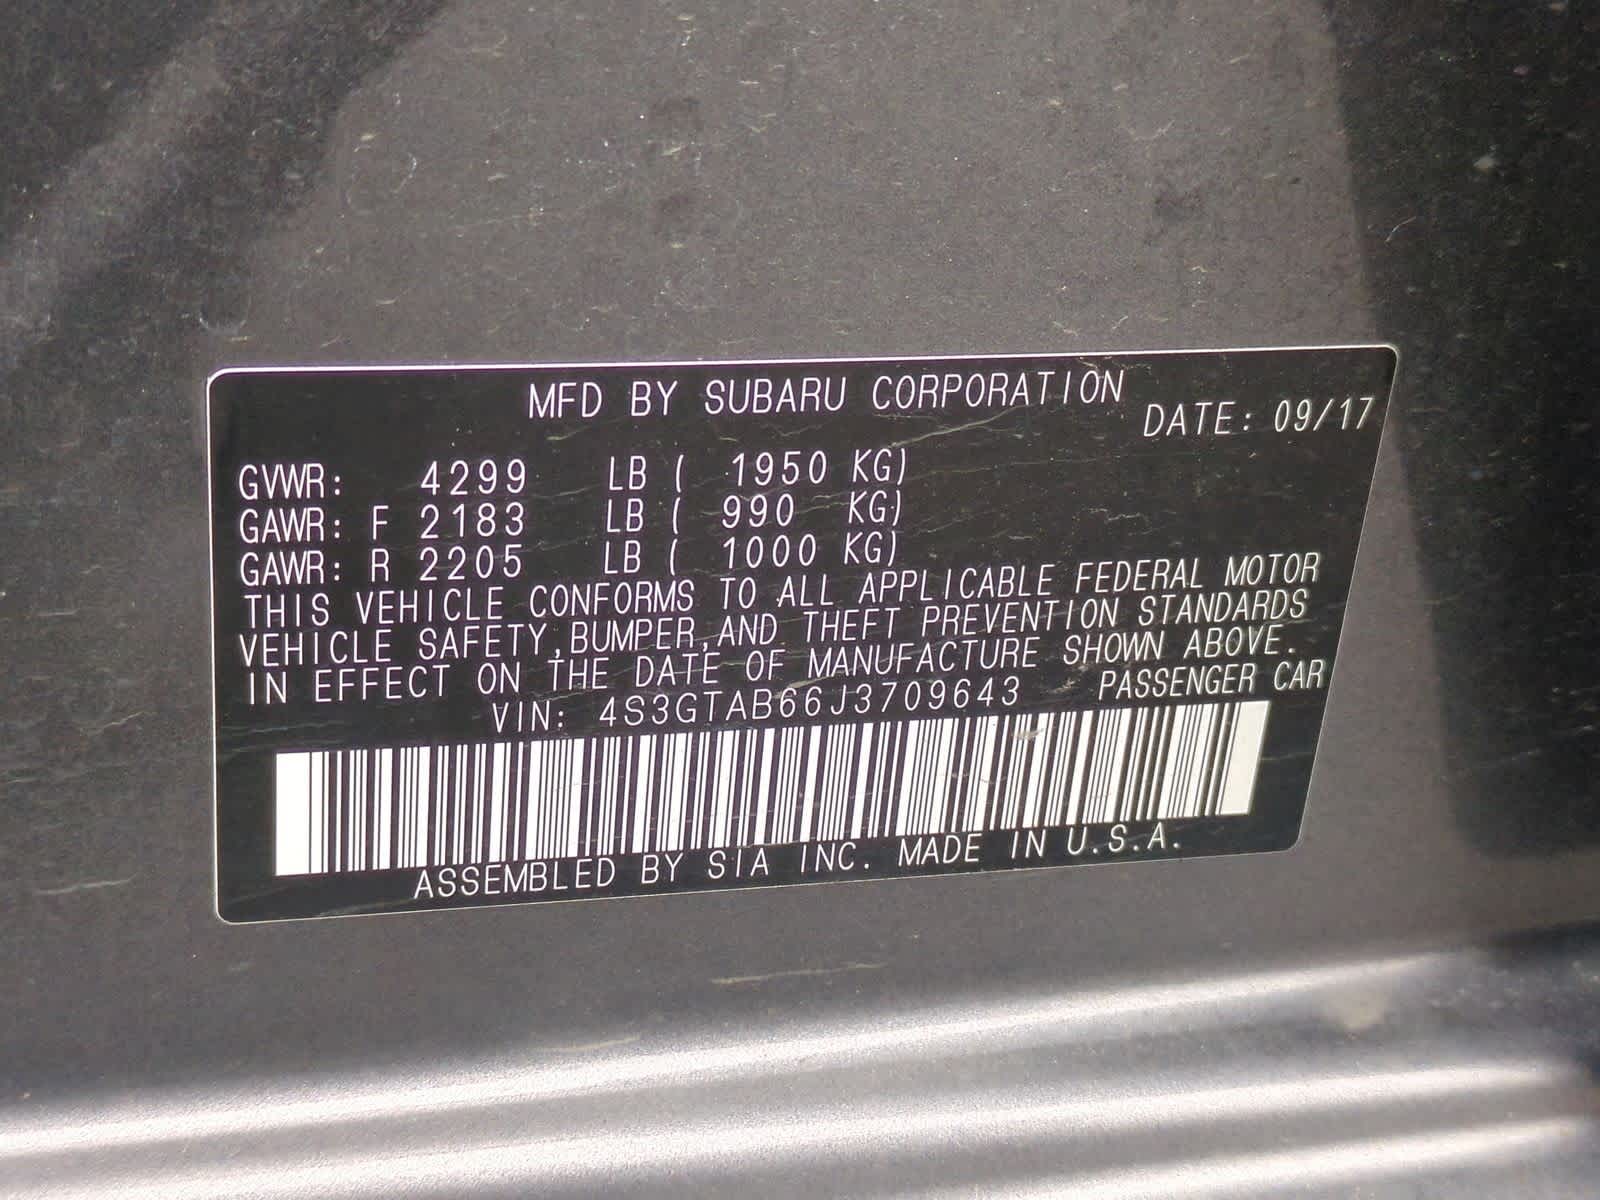 MFD BY SUBARU CORPORATION
DATE: 09/17
GVWR: 4299 LB ( 1950 KG)
GAWR: F 2183 LB ( 990 KG)
GAWR: R 2205 LB ( 1000 KG)
THIS VEHICLE CONFORMS TO ALL APPLICABLE FEDERAL MOTOR
VEHICLE SAFETY,BUMPER,AND THEFT PREVENTION STANDARDS
IN EFFECT ON THE DATE OF MANUFACTURE SHOWN ABOVE.
VIN: 4S3GTAB66J3709643 PASSENGER CAR
ASSEMBLED BY SIA INC. MADE IN U.S.A.